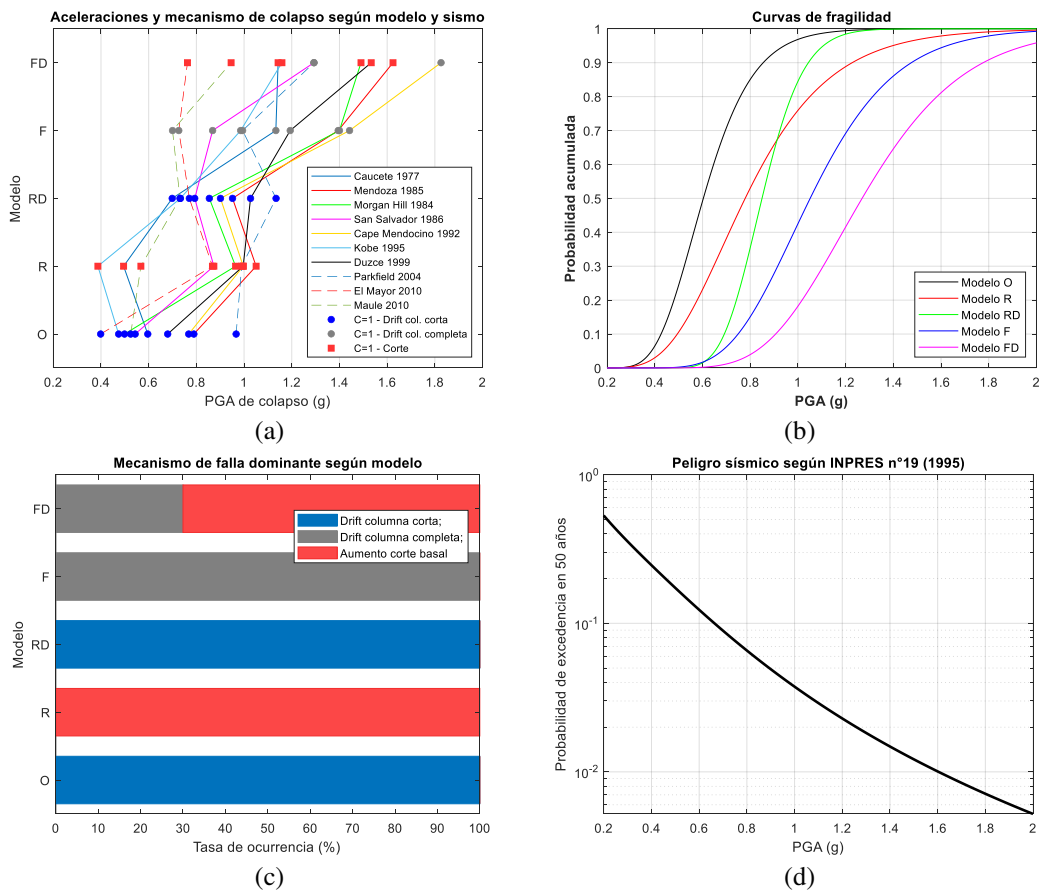 Aceleraciones y mecanismo de colapso según modelo y sismo
Modelo
FD
F
RD
R
O
Caucete 1977
Mendoza 1985
Morgan Hill 1984
San Salvador 1986
Cape Mendocino 1992
Kobe 1995
Duzce 1999
Parkfield 2004
El Mayor 2010
Maule 2010
C=1 - Drift col. corta
C=1 - Drift col. completa
C=1 - Corte
0.2 0.4 0.6 0.8 1 1.2 1.4 1.6 1.8 2
PGA de colapso (g)
(a)
Curvas de fragilidad
Probabilidad acumulada
1
0.9
0.8
0.7
0.6
0.5
0.4
0.3
0.2
0.1
0
Modelo O
Modelo R
Modelo RD
Modelo F
Modelo FD
0.2 0.4 0.6 0.8 1 1.2 1.4 1.6 1.8 2
PGA (g)
(b)
Mecanismo de falla dominante según modelo
Modelo
FD
F
RD
R
O
Drift columna corta;
Drift columna completa;
Aumento corte basal
0 10 20 30 40 50 60 70 80 90 100
Tasa de ocurrencia (%)
(c)
Peligro sísmico según INPRES n°19 (1995)
Probabilidad de excedencia en 50 años
10⁰
10⁻¹
10⁻²
0.2 0.4 0.6 0.8 1 1.2 1.4 1.6 1.8 2
PGA (g)
(d)